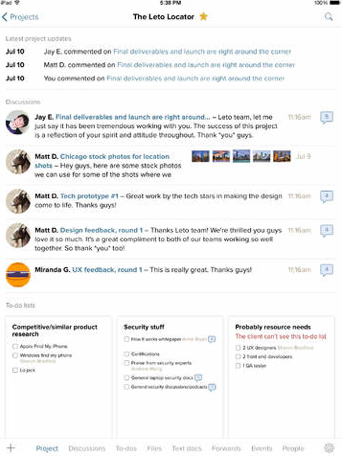 iPad
5:38 PM
100%
Projects
The Leto Locator
Latest project updates
Jul 10 Jay E. commented on Final deliverables and launch are right around the corner
Jul 10 Matt D. commented on Final deliverables and launch are right around the corner
Jul 10 You commented on Final deliverables and launch are right around the corner
Discussions
Jay E. Final deliverables and launch are right around... – Leto team, let me 11:16am 5
just say it has been tremendous working with you. The success of this project
is a reflection of your spirit and attitude throughout. Thank *you* guys.
Matt D. Chicago stock photos for location Jul 9
shots – Hey guys, here are some stock photos
we can use for some of the shots where we
Matt D. Tech prototype #1 – Great work by the tech stars in making the design 11:16am 4
come to life. Thanks guys!
Matt D. Design feedback, round 1 – Thanks Leto team! We're thrilled you guys 11:16am 4
love it so much. It's a great compliment to both of our teams working so well
together. So thank *you* too!
Miranda G. UX feedback, round 1 – This is really great. Thanks guys! 11:16am 4
To-do lists
Competitive/similar product
research
Apple Find My Phone
Windows find my phone
Sharon Bradford
Lo-jack
Security stuff
How it works whitepaper
Certifications
Praise from security experts
General laptop security docs
General security discussions/podcasts
Probably resource needs
The client can't see this to-do list
2 UX designers Sharon Bradford
2 front end developers
1 QA tester
+ Project Discussions To-dos Files Text docs Forwards Events People